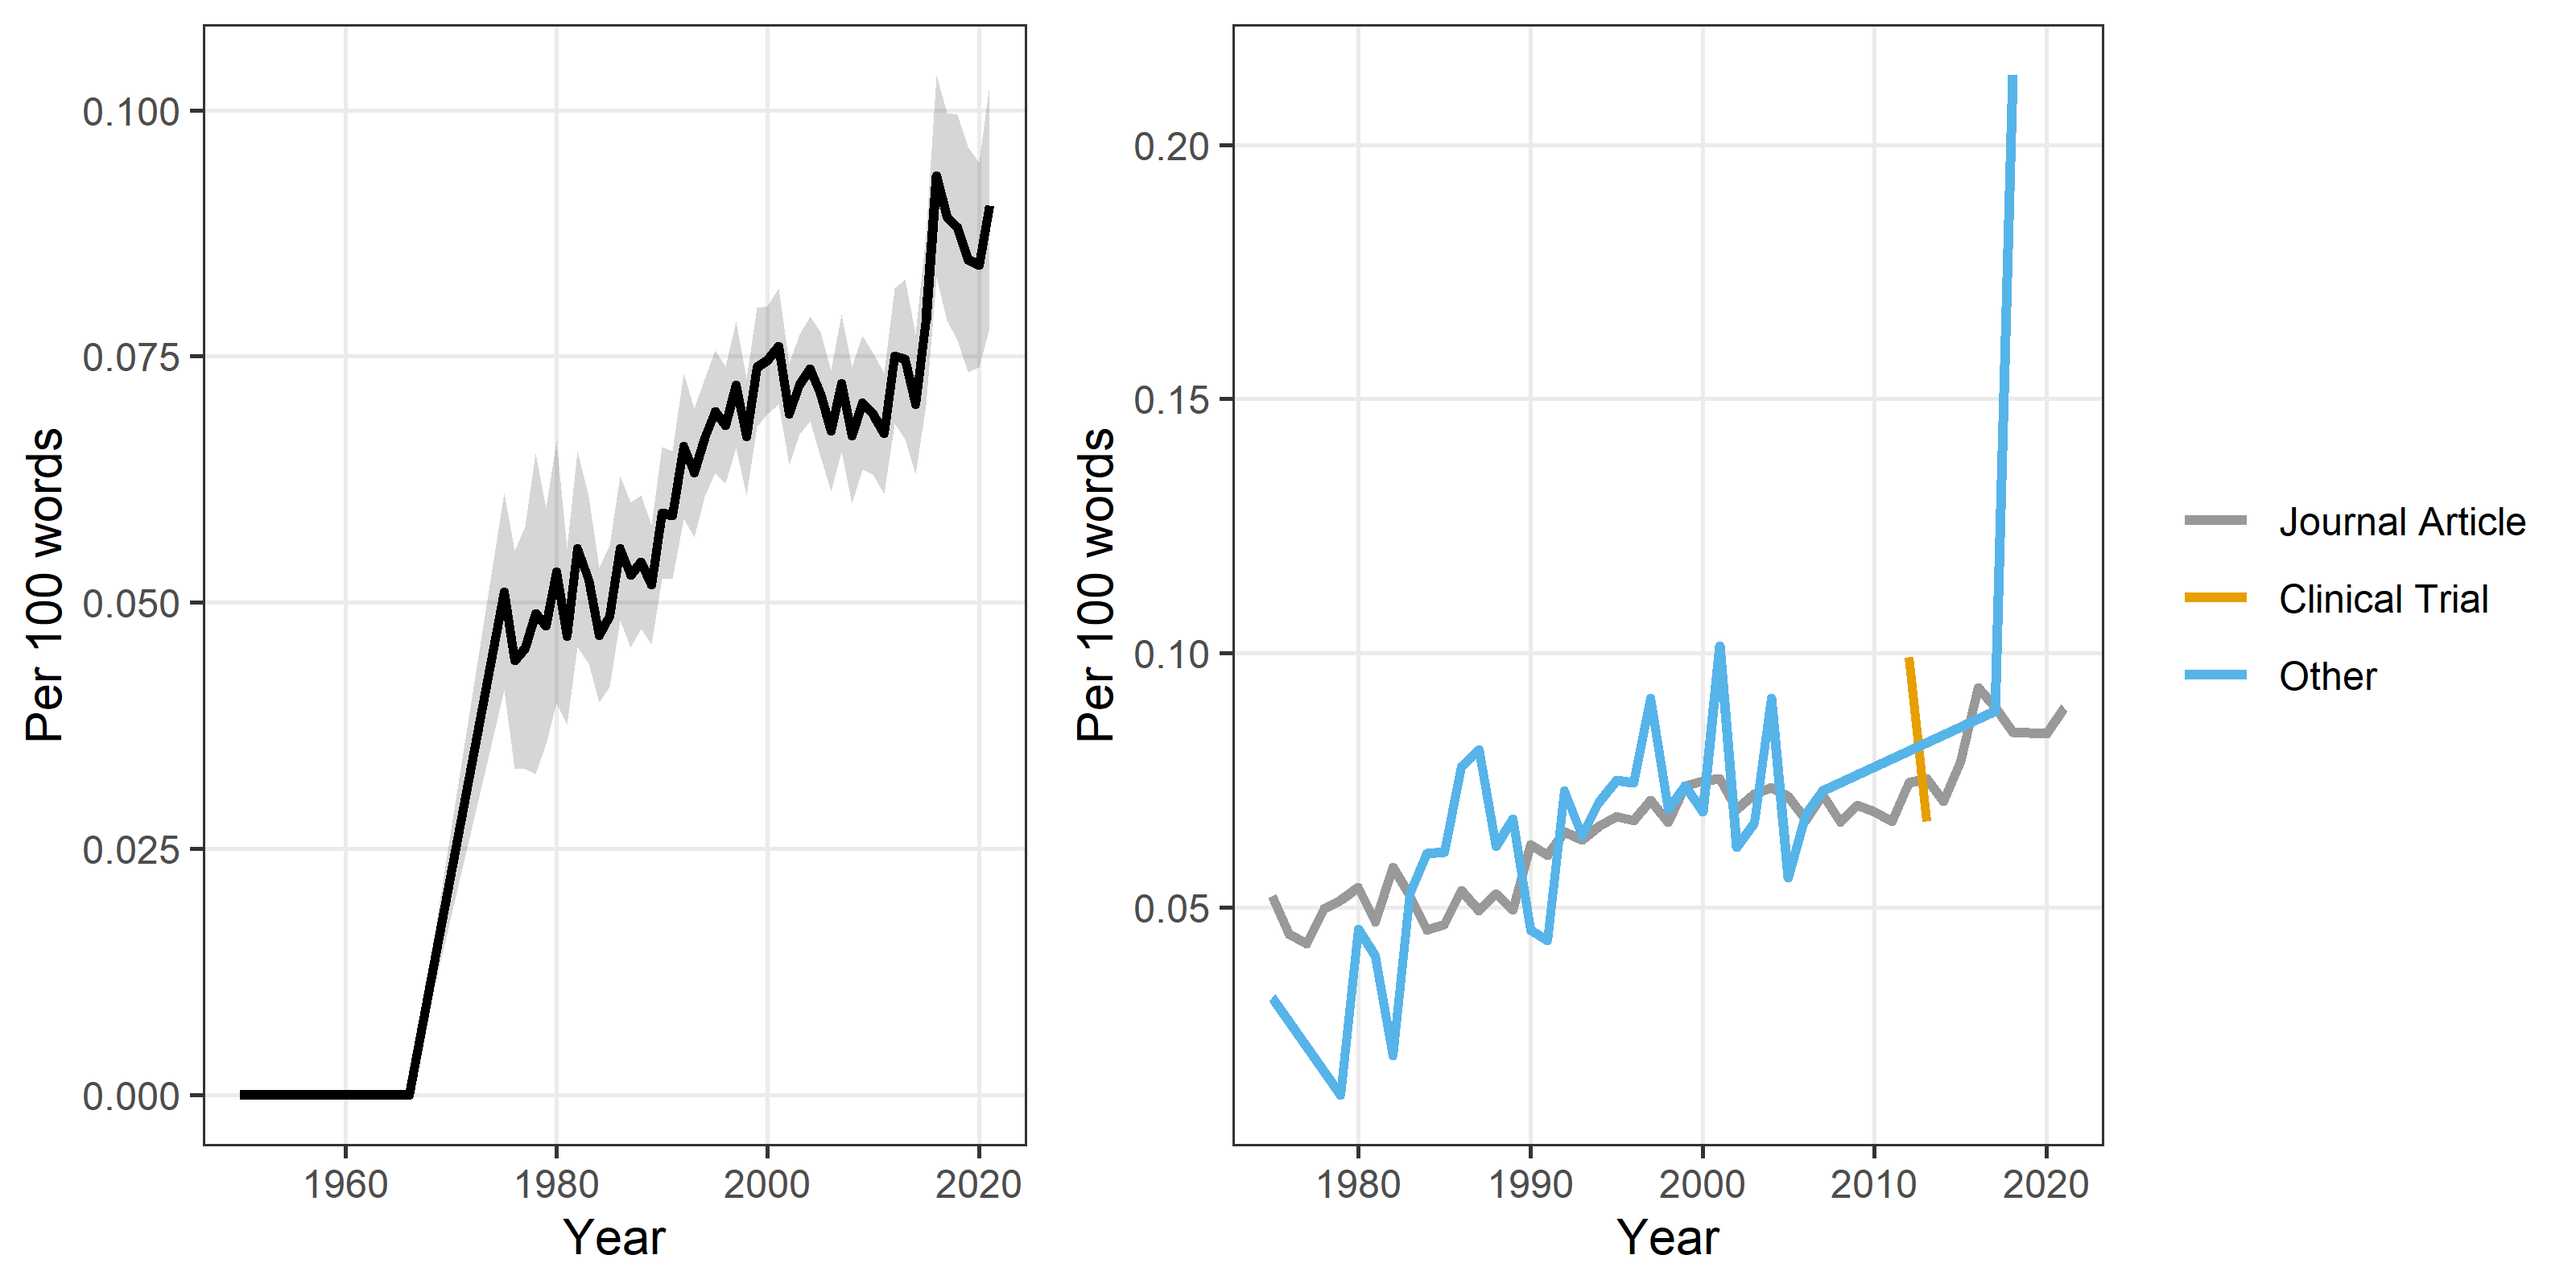 0.100
0.075
0.050
0.025
0.000
Per 100 words
1960 1980 2000 2020
Year
0.20
0.15
0.10
0.05
Per 100 words
1980 1990 2000 2010 2020
Year
Journal Article
Clinical Trial
Other